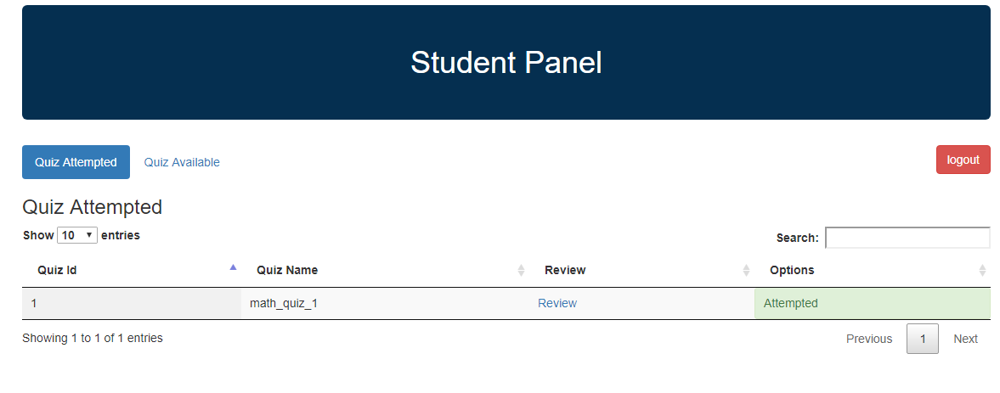 Student Panel
Quiz Attempted Quiz Available logout
Quiz Attempted
Show 10 entries Search:
Quiz Id Quiz Name Review Options
1 math_quiz_1 Review Attempted
Showing 1 to 1 of 1 entries Previous 1 Next